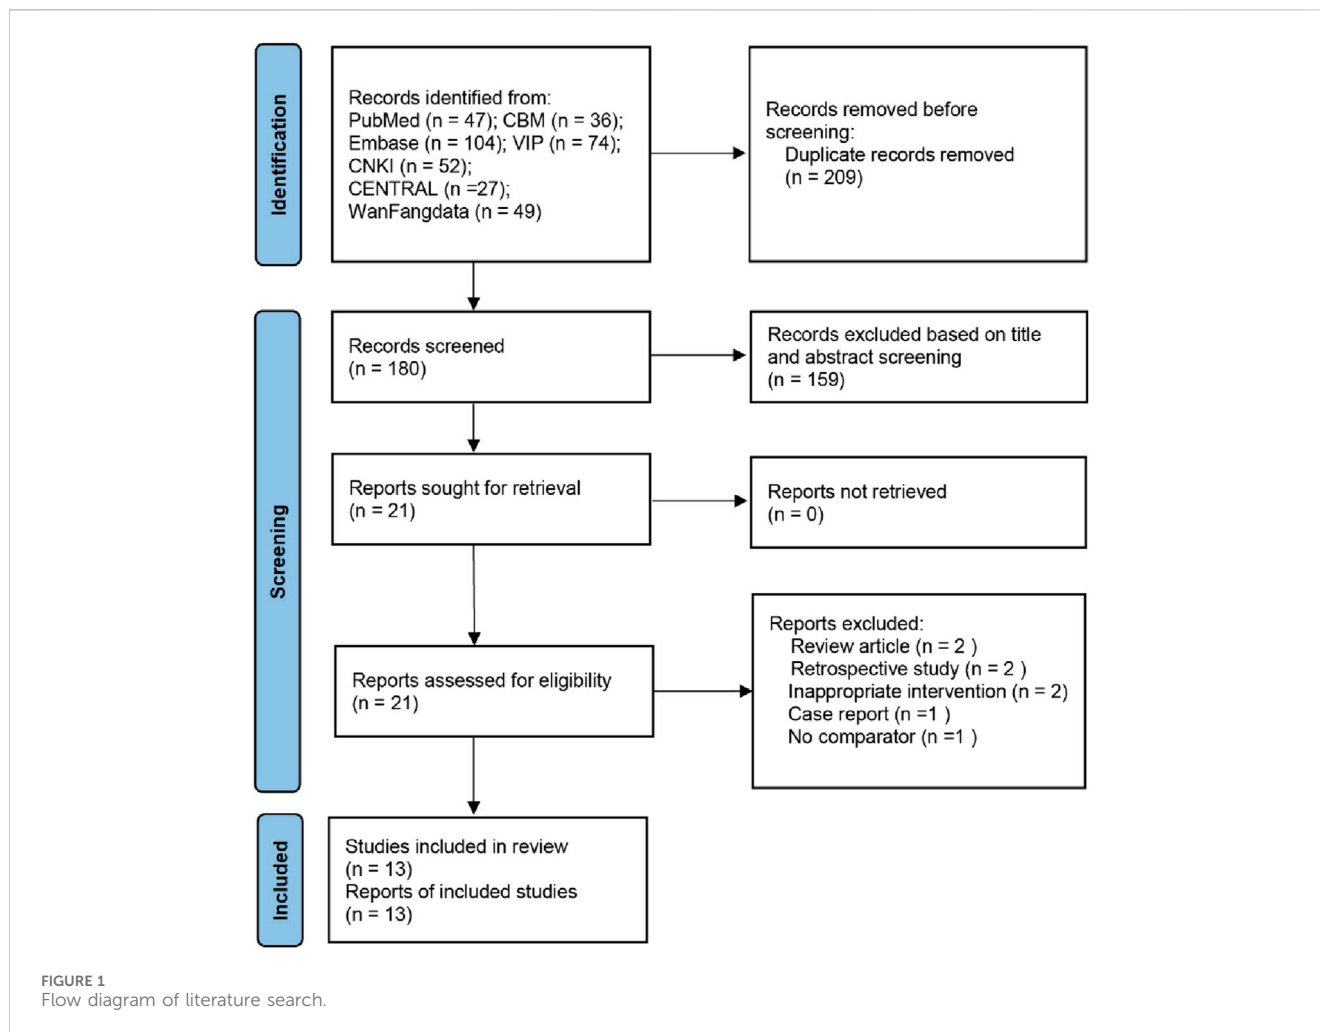 Identification
Records identified from:
PubMed (n = 47); CBM (n = 36);
Embase (n = 104); VIP (n = 74);
CNKI (n = 52);
CENTRAL (n =27);
WanFangdata (n = 49)
Records removed before
screening:
Duplicate records removed
(n = 209)
Screening
Records screened
(n = 180)
Records excluded based on title
and abstract screening
(n = 159)
Reports sought for retrieval
(n = 21)
Reports not retrieved
(n = 0)
Reports assessed for eligibility
(n = 21)
Reports excluded:
Review article (n = 2 )
Retrospective study (n = 2 )
Inappropriate intervention (n = 2)
Case report (n =1 )
No comparator (n =1 )
Included
Studies included in review
(n = 13)
Reports of included studies
(n = 13)
FIGURE 1
Flow diagram of literature search.